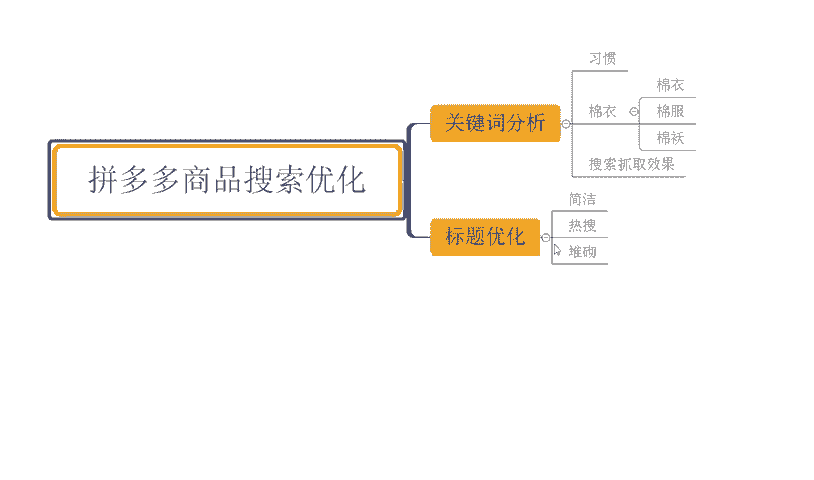 拼多多商品搜索优化
关键词分析
习惯
棉衣
棉衣
棉服
棉袄
搜索抓取效果
标题优化
简洁
热搜
堆砌